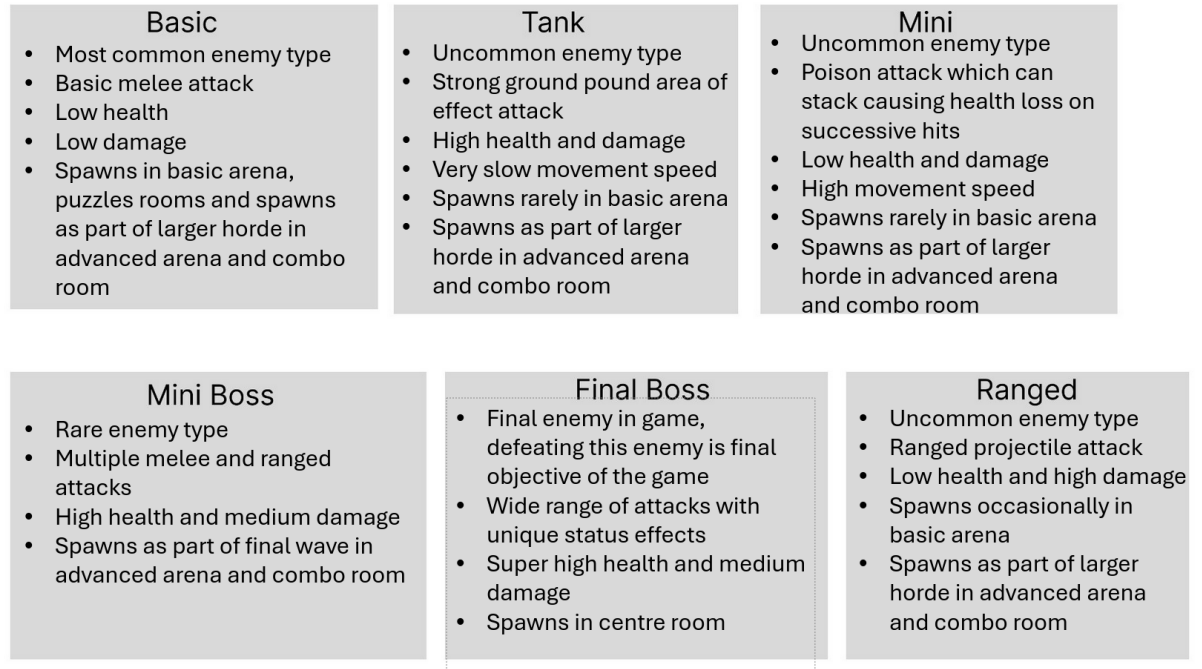 Basic
• Most common enemy type
• Basic melee attack
• Low health
• Low damage
• Spawns in basic arena,
puzzles rooms and spawns
as part of larger horde in
advanced arena and combo
room
Tank
• Uncommon enemy type
• Strong ground pound area of
effect attack
• High health and damage
• Very slow movement speed
• Spawns rarely in basic arena
• Spawns as part of larger
horde in advanced arena
and combo room
Mini
• Uncommon enemy type
• Poison attack which can
stack causing health loss on
successive hits
• Low health and damage
• High movement speed
• Spawns rarely in basic arena
• Spawns as part of larger
horde in advanced arena
and combo room
Mini Boss
• Rare enemy type
• Multiple melee and ranged
attacks
• High health and medium damage
• Spawns as part of final wave in
advanced arena and combo room
Final Boss
• Final enemy in game,
defeating this enemy is final
objective of the game
• Wide range of attacks with
unique status effects
• Super high health and medium
damage
• Spawns in centre room
Ranged
• Uncommon enemy type
• Ranged projectile attack
• Low health and high damage
• Spawns occasionally in
basic arena
• Spawns as part of larger
horde in advanced arena
and combo room